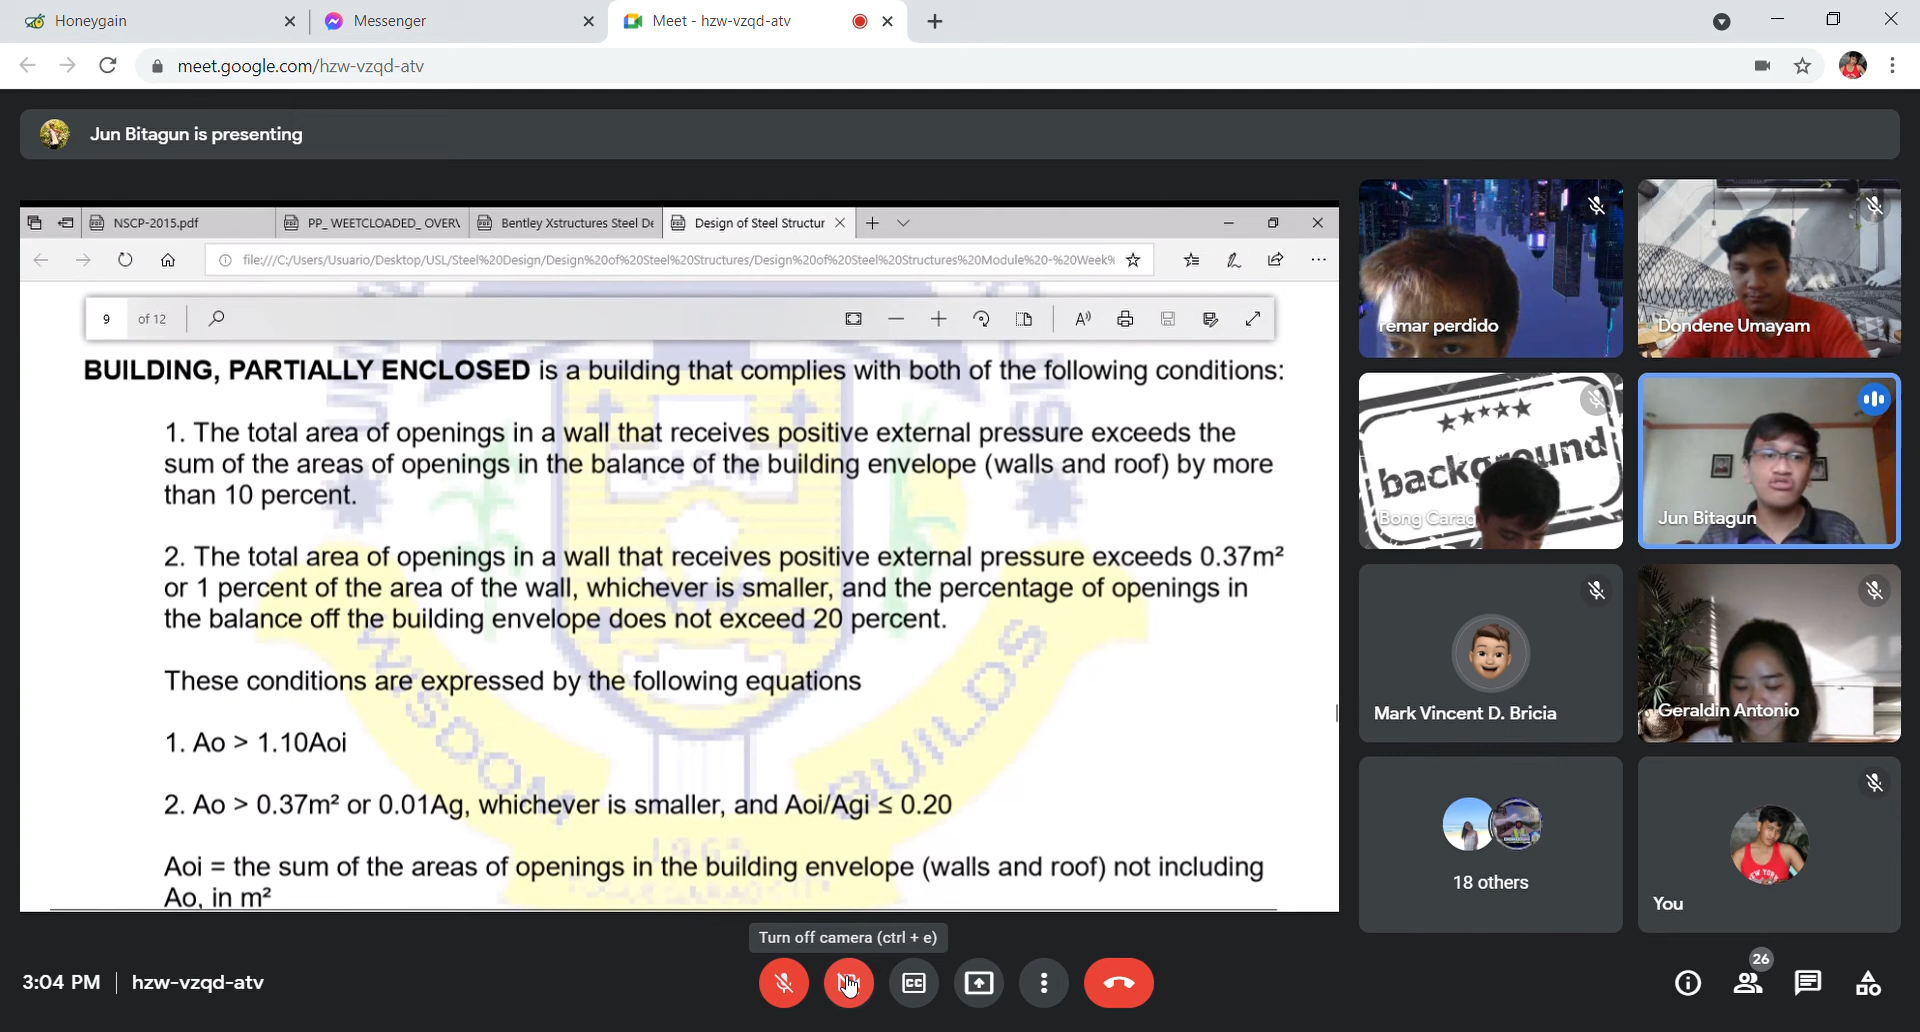 Honeygain
Messenger
Meet - hzw-vzqd-atv
meet.google.com/hzw-vzqd-atv
Jun Bitagun is presenting
NSCP-2015.pdf
PP_ WEETCLOADED_ OVER
Bentley Xstructures Steel De
Design of Steel Structur
file:///C:/Users/Usuario/Desktop/USL/Steel%20Design/Design%20of%20Steel%20Structures/Design%20of%20Steel%20Structures%20Module%20-%20Week%
9 of 12
BUILDING, PARTIALLY ENCLOSED is a building that complies with both of the following conditions:
1. The total area of openings in a wall that receives positive external pressure exceeds the
sum of the areas of openings in the balance of the building envelope (walls and roof) by more
than 10 percent.
2. The total area of openings in a wall that receives positive external pressure exceeds 0.37m²
or 1 percent of the area of the wall, whichever is smaller, and the percentage of openings in
the balance off the building envelope does not exceed 20 percent.
These conditions are expressed by the following equations
1. Ao > 1.10Aoi
2. Ao > 0.37m² or 0.01Ag, whichever is smaller, and Aoi/Agi ≤ 0.20
Aoi = the sum of the areas of openings in the building envelope (walls and roof) not including
Ao, in m²
WISDOM
BUILDS
1965
remar perdido
Dondene Umayam
background
Bong Carag
Jun Bitagun
Mark Vincent D. Bricia
Geraldin Antonio
18 others
You
Turn off camera (ctrl + e)
3:04 PM
hzw-vzqd-atv
CC
26